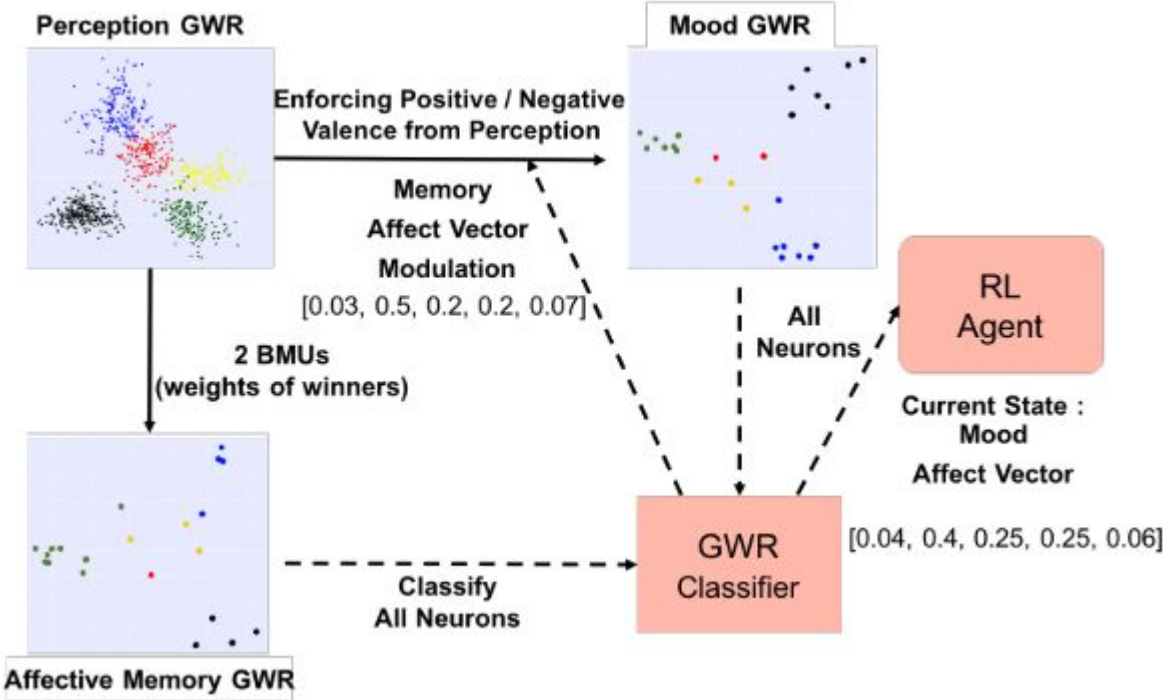 Perception GWR
Mood GWR
Enforcing Positive / Negative
Valence from Perception
Memory
Affect Vector
Modulation
[0.03, 0.5, 0.2, 0.2, 0.07]
RL
Agent
All
Neurons
2 BMUs
(weights of winners)
Current State :
Mood
Affect Vector
[0.04, 0.4, 0.25, 0.25, 0.06]
GWR
Classifier
Classify
All Neurons
Affective Memory GWR